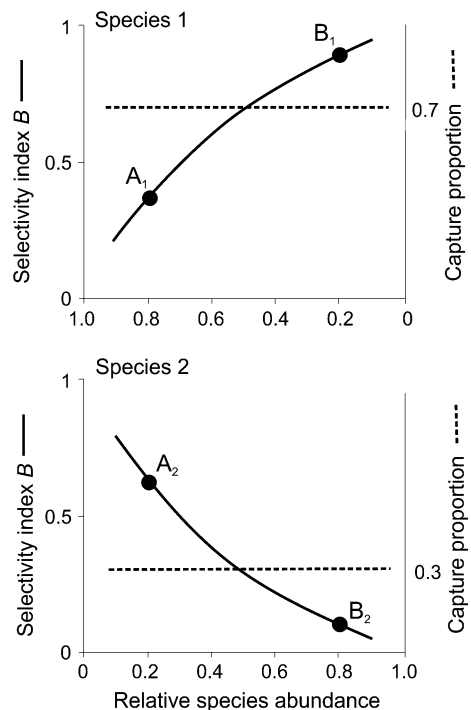 Species 1
Selectivity index B
1
0.5
0
A1
B1
0.7
Capture proportion
1.0 0.8 0.6 0.4 0.2 0
Species 2
Selectivity index B
1
0.5
0
A2
B2
0.3
Capture proportion
0 0.2 0.4 0.6 0.8 1.0
Relative species abundance